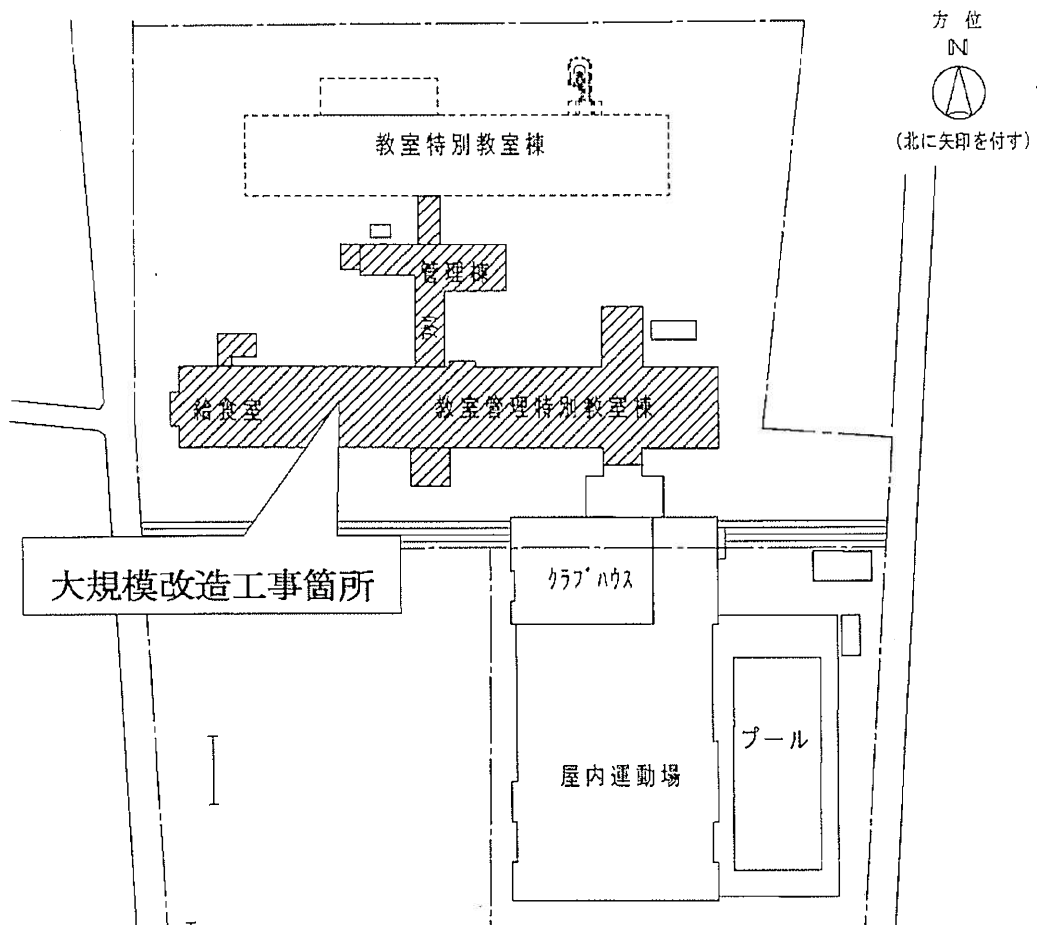 方 位
N
(北に矢印を付す)
教室特別教室棟
管理棟
給食室
教室管理特別教室棟
大規模改造工事箇所
クラブハウス
プール
屋内運動場